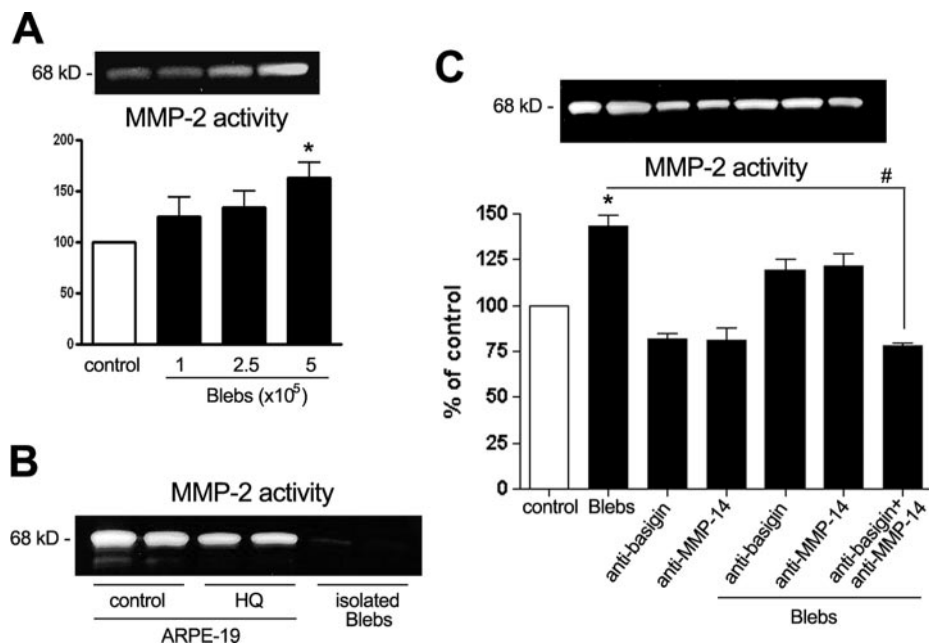 A
68 kD -
MMP-2 activity
200
150
100
50
0
*
control
1 2.5 5
Blebs (x10⁵)
B
MMP-2 activity
68 kD -
control HQ isolated Blebs
ARPE-19
C
68 kD -
MMP-2 activity
#
*
% of control
150
125
100
75
50
25
0
control
Blebs
anti-basigin
anti-MMP-14
anti-basigin
anti-MMP-14
anti-basigin+
anti-MMP-14
Blebs